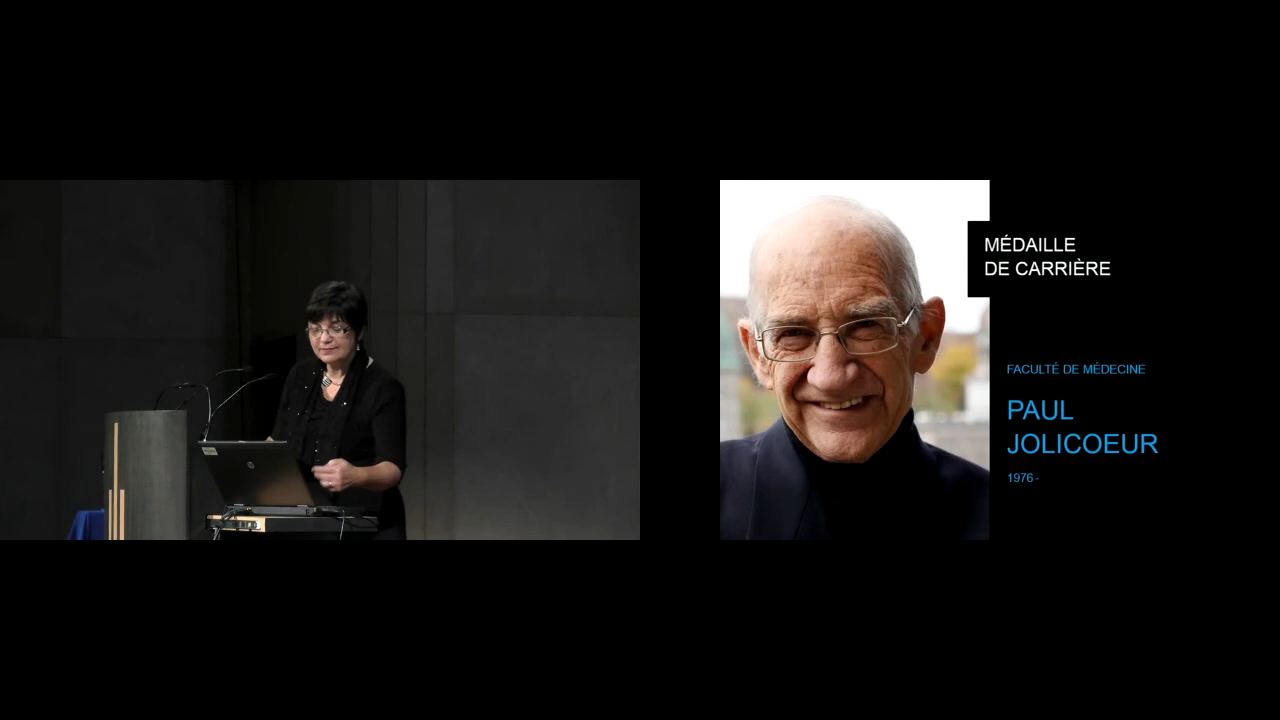 MÉDAILLE
DE CARRIÈRE
FACULTÉ DE MÉDECINE
PAUL
JOLICOEUR
1976-